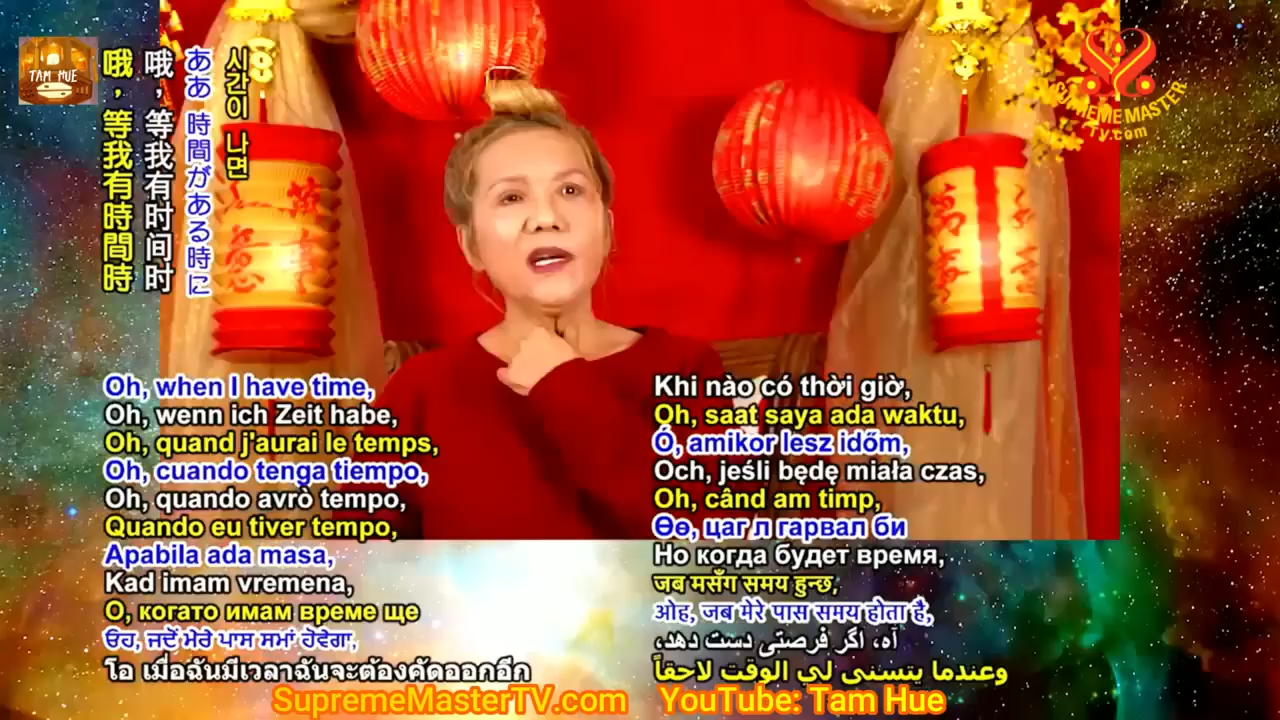 TAM HUE
SUPREME MASTER
TV.com
시간이 나면
ああ 時間がある時に
哦，等我有时间时
哦，等我有時間時
Oh, when I have time,
Oh, wenn ich Zeit habe,
Oh, quand j'aurai le temps,
Oh, cuando tenga tiempo,
Oh, quando avrò tempo,
Quando eu tiver tempo,
Apabila ada masa,
Kad imam vremena,
О, когато имам време ще
ਓਹ, ਜਦੋਂ ਮੇਰੇ ਪਾਸ ਸਮਾਂ ਹੋਵੇਗਾ,
โอ เมื่อฉันมีเวลาฉันจะต้องคัดออกอีก
Khi nào có thời giờ,
Oh, saat saya ada waktu,
Ó, amikor lesz időm,
Och, jeśli będę miała czas,
Oh, când am timp,
Өө, цаг л гарвал би
Но когда будет время,
जब मसँग समय हुन्छ,
ओह, जब मेरे पास समय होता है,
آه، اگر فرصتی دست دهد،
وعندما يتسنى لي الوقت لاحقاً
SupremeMasterTV.com
YouTube: Tam Hue